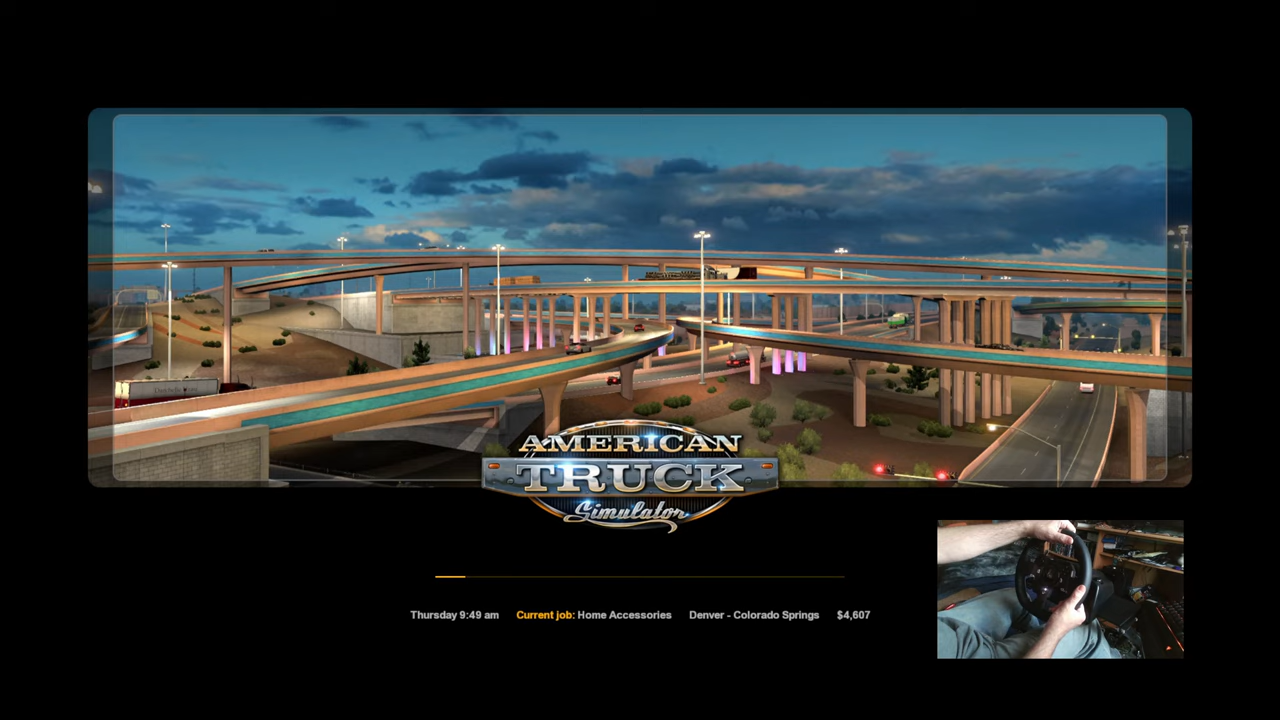 AMERICAN
TRUCK
Simulator
Thursday 9:49 am Current job: Home Accessories Denver - Colorado Springs $4,607